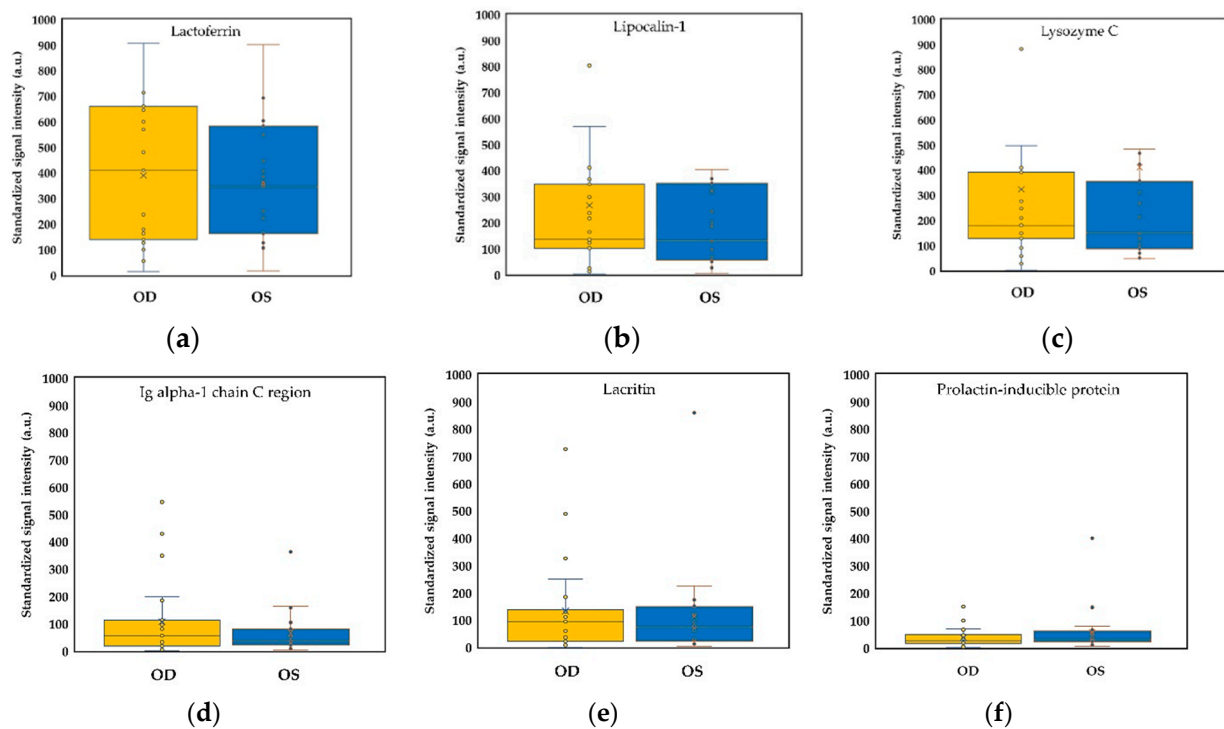 Lactoferrin
Standardized signal intensity (a.u.)
1000
900
800
700
600
500
400
300
200
100
0
OD OS
(a)
Lipocalin-1
Standardized signal intensity (a.u.)
1000
900
800
700
600
500
400
300
200
100
0
OD OS
(b)
Lysozyme C
Standardized signal intensity (a.u.)
1000
900
800
700
600
500
400
300
200
100
0
OD OS
(c)
Ig alpha-1 chain C region
Standardized signal intensity (a.u.)
1000
900
800
700
600
500
400
300
200
100
0
OD OS
(d)
Lacritin
Standardized signal intensity (a.u.)
1000
900
800
700
600
500
400
300
200
100
0
OD OS
(e)
Prolactin-inducible protein
Standardized signal intensity (a.u.)
1000
900
800
700
600
500
400
300
200
100
0
OD OS
(f)